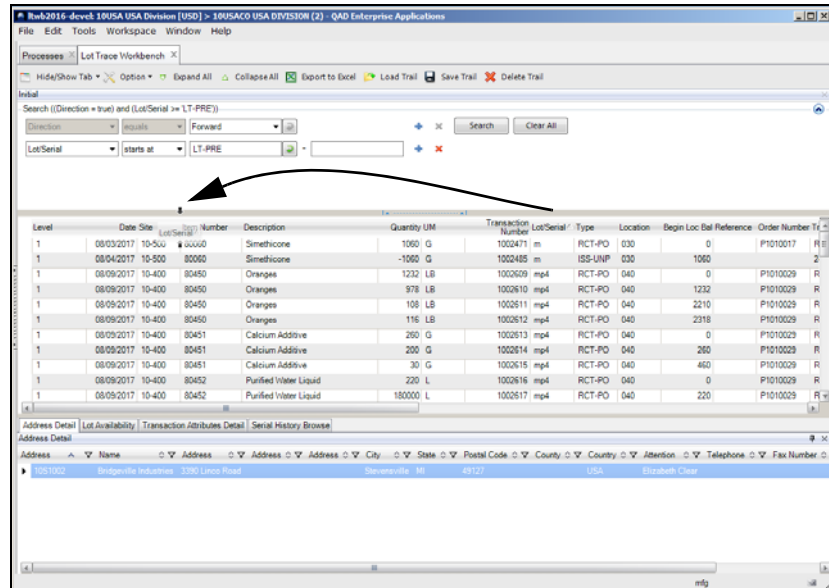 ltwb2016-devel: 10USA USA Division [USD] > 10USACO USA DIVISION (2) - QAD Enterprise Applications
File Edit Tools Workspace Window Help
Processes Lot Trace Workbench
Hide/Show Tab Option Expand All Collapse All Export to Excel Load Trail Save Trail Delete Trail
Initial
Search ((Direction = true) and (Lot/Serial >= 'LT-PRE'))
Direction equals Forward Search Clear All
Lot/Serial starts at LT-PRE -
Level Date Site Number Description Quantity UM Transaction Number Lot/Serial Type Location Begin Loc Bal Reference Order Number
Lot/Serial
1 08/03/2017 10-500 80060 Simethicone 1060 G 1002471 m RCT-PO 030 0 P1010017 R
1 08/04/2017 10-500 80060 Simethicone -1060 G 1002485 m ISS-UNP 030 1060 2
1 08/09/2017 10-400 80450 Oranges 1232 LB 1002609 mp4 RCT-PO 040 0 P1010029 R
1 08/09/2017 10-400 80450 Oranges 978 LB 1002610 mp4 RCT-PO 040 1232 P1010029 R
1 08/09/2017 10-400 80450 Oranges 108 LB 1002611 mp4 RCT-PO 040 2210 P1010029 R
1 08/09/2017 10-400 80450 Oranges 116 LB 1002612 mp4 RCT-PO 040 2318 P1010029 R
1 08/09/2017 10-400 80451 Calcium Additive 260 G 1002613 mp4 RCT-PO 040 0 P1010029 R
1 08/09/2017 10-400 80451 Calcium Additive 200 G 1002614 mp4 RCT-PO 040 260 P1010029 R
1 08/09/2017 10-400 80451 Calcium Additive 30 G 1002615 mp4 RCT-PO 040 460 P1010029 R
1 08/09/2017 10-400 80452 Purified Water Liquid 220 L 1002616 mp4 RCT-PO 040 0 P1010029 R
1 08/09/2017 10-400 80452 Purified Water Liquid 180000 L 1002617 mp4 RCT-PO 040 220 P1010029 R
Address Detail Lot Availability Transaction Attributes Detail Serial History Browse
Address Detail
Address Name Address Address Address City State Postal Code County Country Attention Telephone Fax Number
10S1002 Bridgeville Industries 3390 Linco Road Stevensville MI 49127 USA Elizabeth Clear
mfg